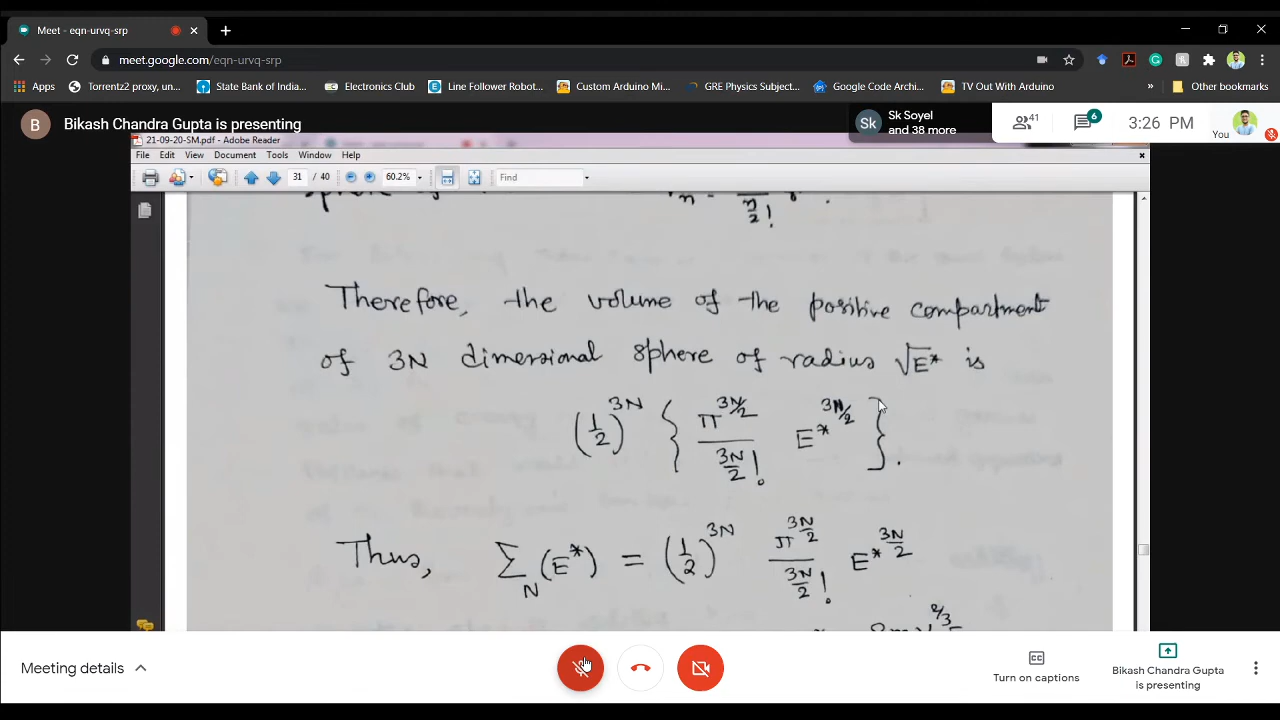 Meet - eqn-urvq-srp
meet.google.com/eqn-urvq-srp
Apps Torrentz2 proxy, un... State Bank of Indi... Electronics Club Line Follower Robot... Custom Arduino Mi... GRE Physics Subject... Google Code Archi... TV Out With Arduino » Other bookmarks
B Bikash Chandra Gupta is presenting
Sk Sk Soyel and 38 more
41 6 3:26 PM You
21-09-20-SM.pdf - Adobe Reader
File Edit View Document Tools Window Help
31 / 40 60.2% Find
n/2!
Therefore, the volume of the positive compartment
of 3N dimensional sphere of radius √E* is
(1/2)^3N { π^3N/2 / 3N/2! E*^3N/2 }.
Thus, Σ_N (E*) = (1/2)^3N π^3N/2 / 3N/2! E*^3N/2
2/3
Meeting details
Turn on captions
Bikash Chandra Gupta
is presenting